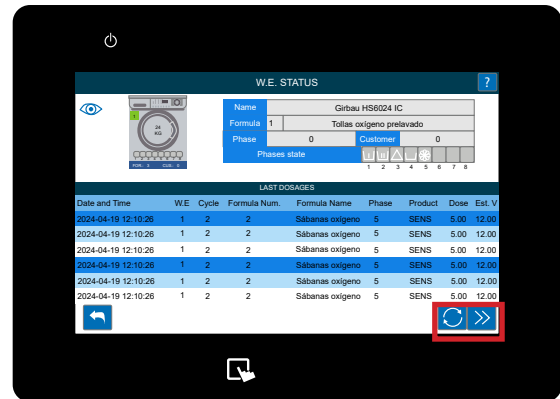 W.E. STATUS ?
Name Girbau HS6024 IC
Formula 1 Tollas oxígeno prelavado
Phase 0 Customer 0
Phases state
1 2 3 4 5 6 7 8
1
24
KG
FOR.: 0 CUS.: 0
LAST DOSAGES
Date and Time W.E Cycle Formula Num. Formula Name Phase Product Dose Est. V
2024-04-19 12:10:26 1 2 2 Sábanas oxígeno 5 SENS 5.00 12.00
2024-04-19 12:10:26 1 2 2 Sábanas oxígeno 5 SENS 5.00 12.00
2024-04-19 12:10:26 1 2 2 Sábanas oxígeno 5 SENS 5.00 12.00
2024-04-19 12:10:26 1 2 2 Sábanas oxígeno 5 SENS 5.00 12.00
2024-04-19 12:10:26 1 2 2 Sábanas oxígeno 5 SENS 5.00 12.00
2024-04-19 12:10:26 1 2 2 Sábanas oxígeno 5 SENS 5.00 12.00